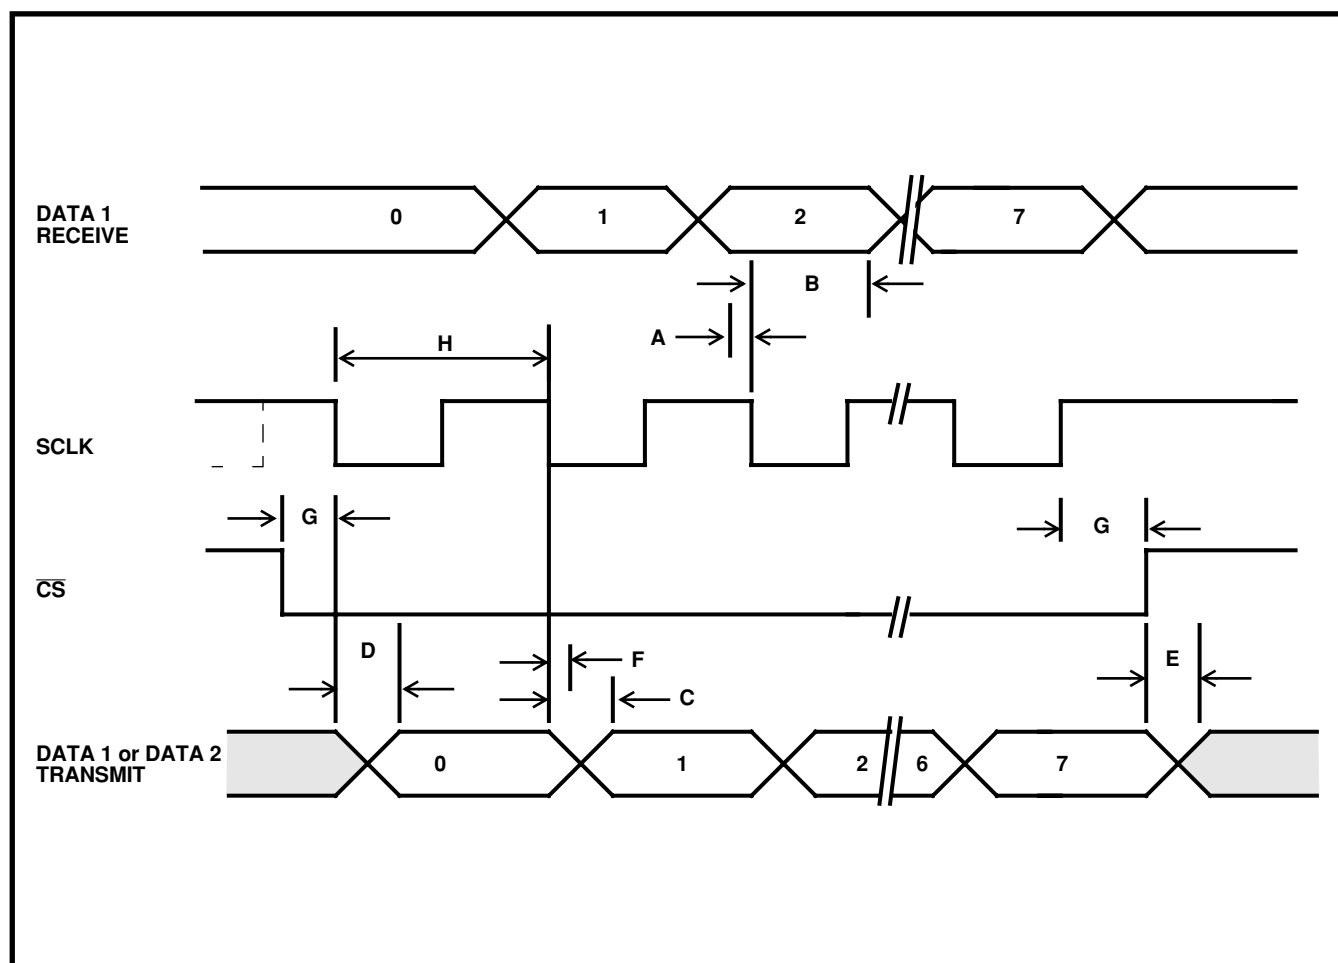 DATA 1
RECEIVE
0
1
2
7
B
A
H
SCLK
G
G
CS
D
F
E
C
DATA 1 or DATA 2
TRANSMIT
0
1
2
6
7